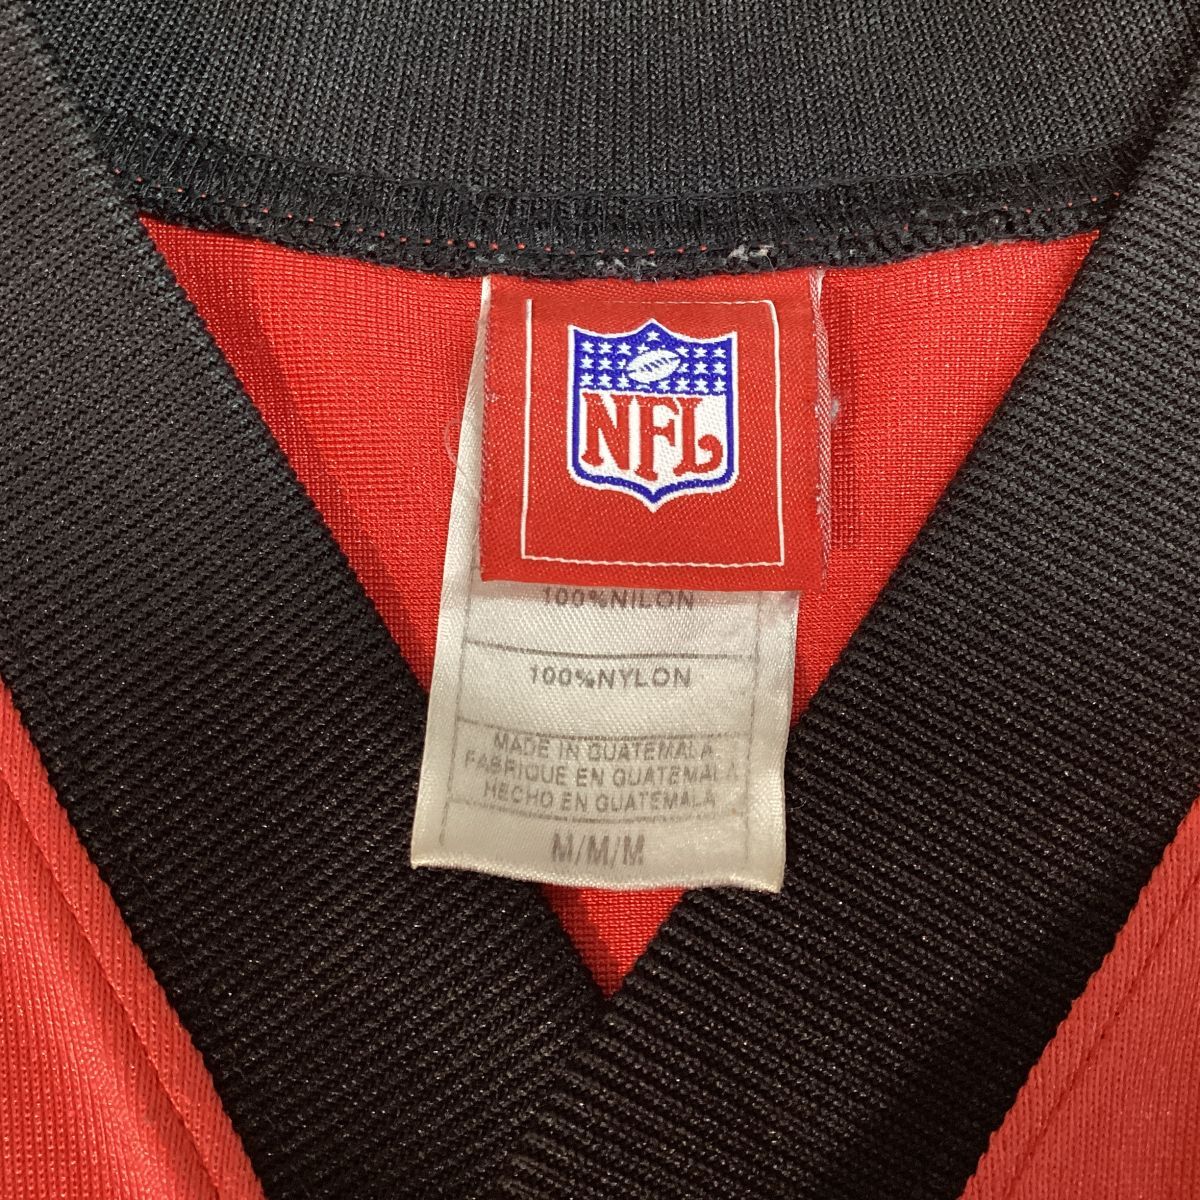 NFL
100%NILON
100%NYLON
MADE IN GUATEMALA
FABRIQUE EN GUATEMALA
HECHO EN GUATEMALA
M/M/M